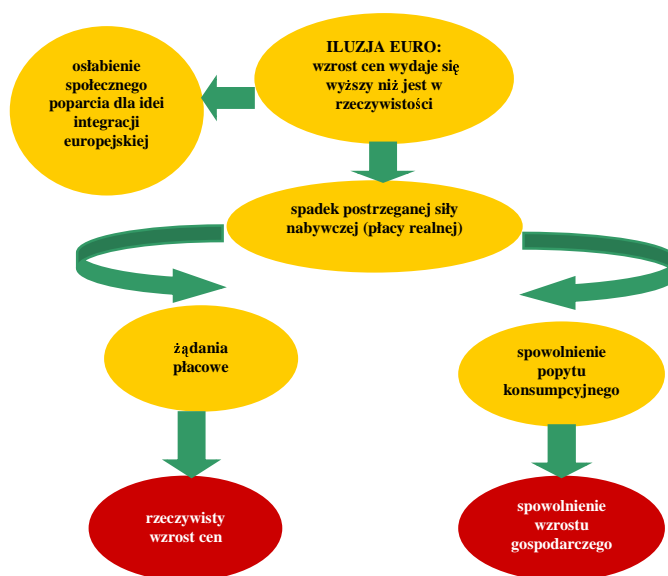 osłabienie
społecznego
poparcia dla idei
integracji
europejskiej
ILUZJA EURO:
wzrost cen wydaje się
wyższy niż jest w
rzeczywistości
spadek postrzeganej siły
nabywczej (płacy realnej)
żądania
płacowe
spowolnienie
popytu
konsumpcyjnego
rzeczywisty
wzrost cen
spowolnienie
wzrostu
gospodarczego